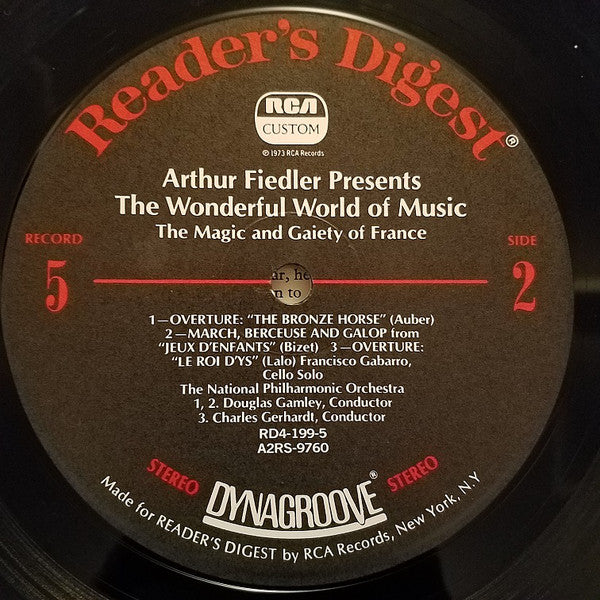 Reader's Digest®
RCA
CUSTOM
℗ 1973 RCA Records
Arthur Fiedler Presents
The Wonderful World of Music
The Magic and Gaiety of France
RECORD
5
SIDE
2
ar, he
n to
1—OVERTURE: "THE BRONZE HORSE" (Auber)
2—MARCH, BERCEUSE AND GALOP from
"JEUX D'ENFANTS" (Bizet) 3—OVERTURE:
"LE ROI D'YS" (Lalo) Francisco Gabarro,
Cello Solo
The National Philharmonic Orchestra
1, 2. Douglas Gamley, Conductor
3. Charles Gerhardt, Conductor
RD4-199-5
A2RS-9760
STEREO
DYNAGROOVE®
STEREO
Made for READER'S DIGEST by RCA Records, New York, N.Y